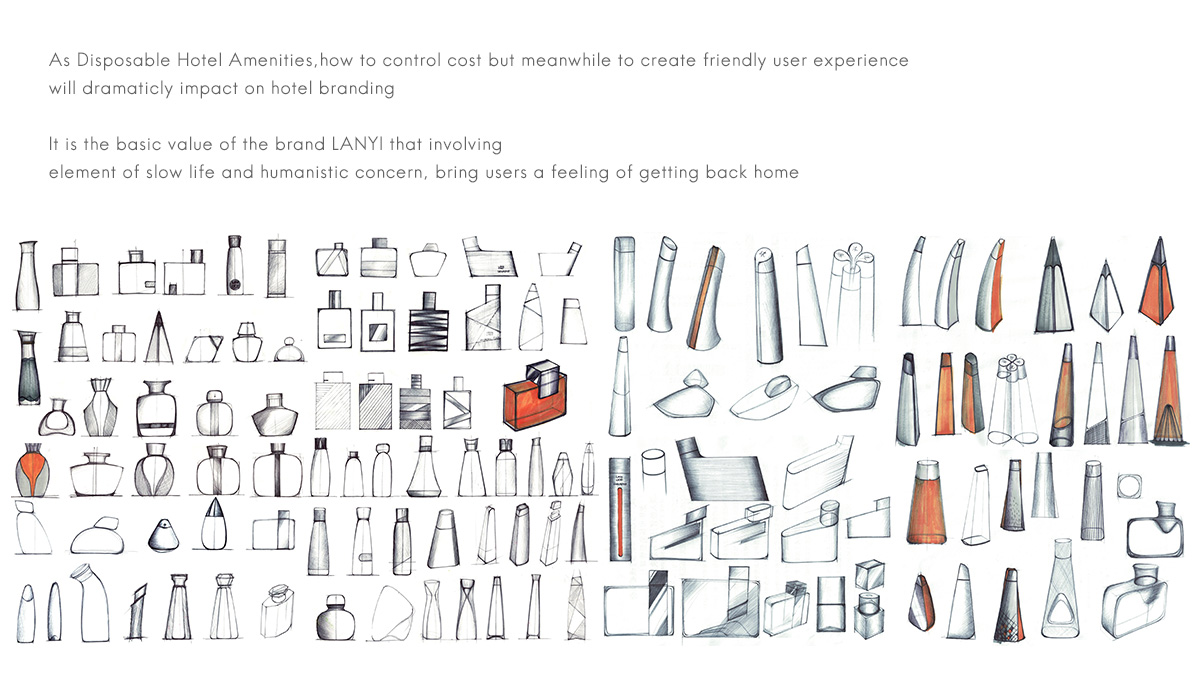 As Disposable Hotel Amenities,how to control cost but meanwhile to create friendly user experience
will dramaticly impact on hotel branding
It is the basic value of the brand LANYI that involving
element of slow life and humanistic concern, bring users a feeling of getting back home